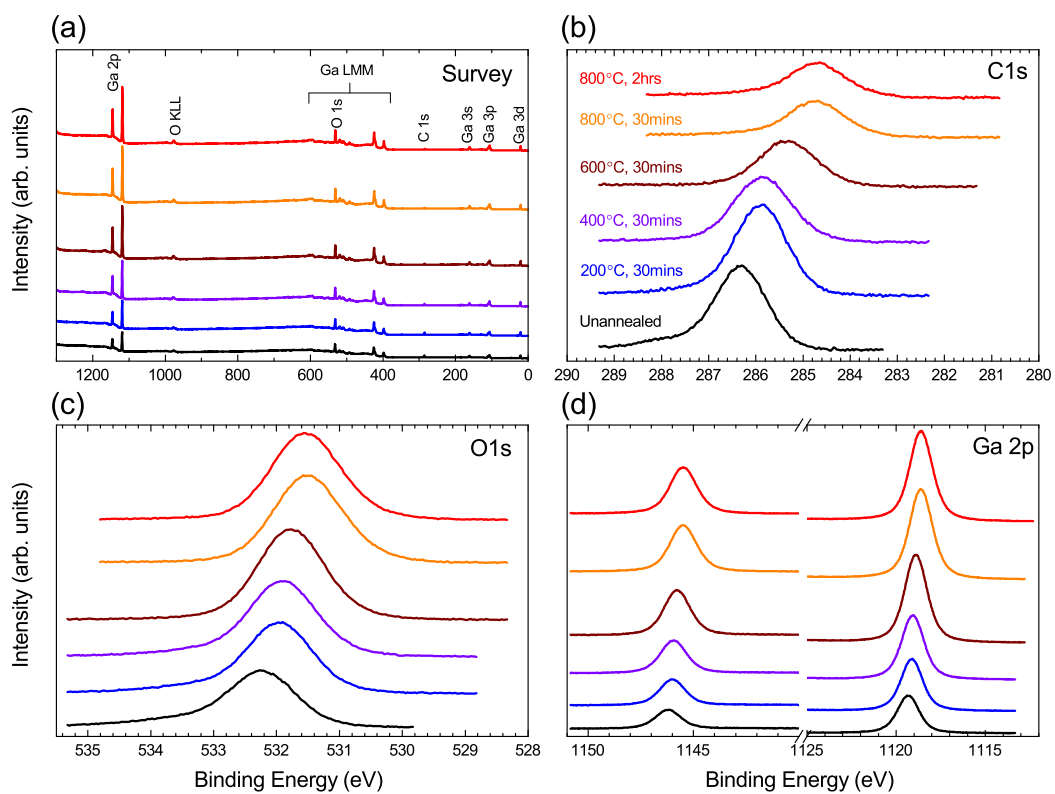 (a)
Ga 2p
O KLL
Ga LMM
O 1s
C 1s
Ga 3s
Ga 3p
Ga 3d
Survey
Intensity (arb. units)
1200 1000 800 600 400 200 0
(b)
C1s
800°C, 2hrs
800°C, 30mins
600°C, 30mins
400°C, 30mins
200°C, 30mins
Unannealed
290 289 288 287 286 285 284 283 282 281 280
(c)
O1s
Intensity (arb. units)
535 534 533 532 531 530 529 528
Binding Energy (eV)
(d)
Ga 2p
1150 1145 1125 1120 1115
Binding Energy (eV)